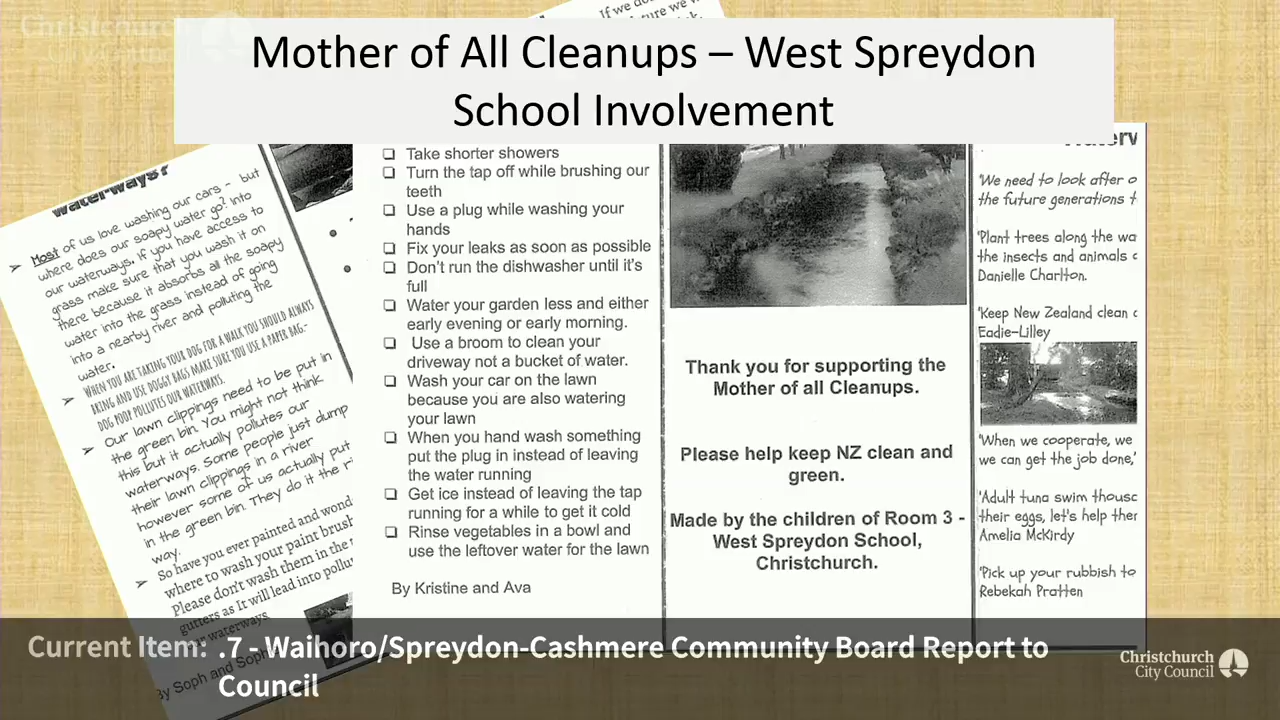 Christchurch
If we do
ture we w
Mother of All Cleanups – West Spreydon
School Involvement
waterways?
➢ Most of us love washing our cars - but
where does our soapy water go? Into
our waterways. If you have access to
grass make sure that you wash it on
there because it absorbs all the soapy
water into the grass instead of going
into a nearby river and polluting the
water.
➢ WHEN YOU ARE TAKING YOUR DOG FOR A WALK YOU SHOULD ALWAYS
BRING AND USE DOGGY BAGS MAKE SURE YOU USE A PAPER BAG-
DOG POOP POLLUTES OUR WATERWAYS.
➢ Our lawn clippings need to be put in
the green bin. You might not think
this but it actually pollutes our
waterways. Some people just dump
their lawn clippings in a river
however some of us actually put
in the green bin. They do it the ri
way.
➢ So have you ever painted and wond
where to wash your paint brush
Please don't wash them in the
gutters as it will lead into pollu
waterways.
By Soph and Soph
❑ Take shorter showers
❑ Turn the tap off while brushing our
teeth
❑ Use a plug while washing your
hands
❑ Fix your leaks as soon as possible
❑ Don't run the dishwasher until it's
full
❑ Water your garden less and either
early evening or early morning.
❑ Use a broom to clean your
driveway not a bucket of water.
❑ Wash your car on the lawn
because you are also watering
your lawn
❑ When you hand wash something
put the plug in instead of leaving
the water running
❑ Get ice instead of leaving the tap
running for a while to get it cold
❑ Rinse vegetables in a bowl and
use the leftover water for the lawn
By Kristine and Ava
Thank you for supporting the
Mother of all Cleanups.
Please help keep NZ clean and
green.
Made by the children of Room 3 -
West Spreydon School,
Christchurch.
'We need to look after o
the future generations t
'Plant trees along the wa
the insects and animals c
Danielle Charlton.
'Keep New Zealand clean c
Eadie-Lilley
'When we cooperate, we
we can get the job done,'
'Adult tuna swim thousc
their eggs, let's help ther
Amelia McKirdy
'Pick up your rubbish to
Rebekah Pratten
Current Item: .7 - Waihoro/Spreydon-Cashmere Community Board Report to
Council
Christchurch
City Council